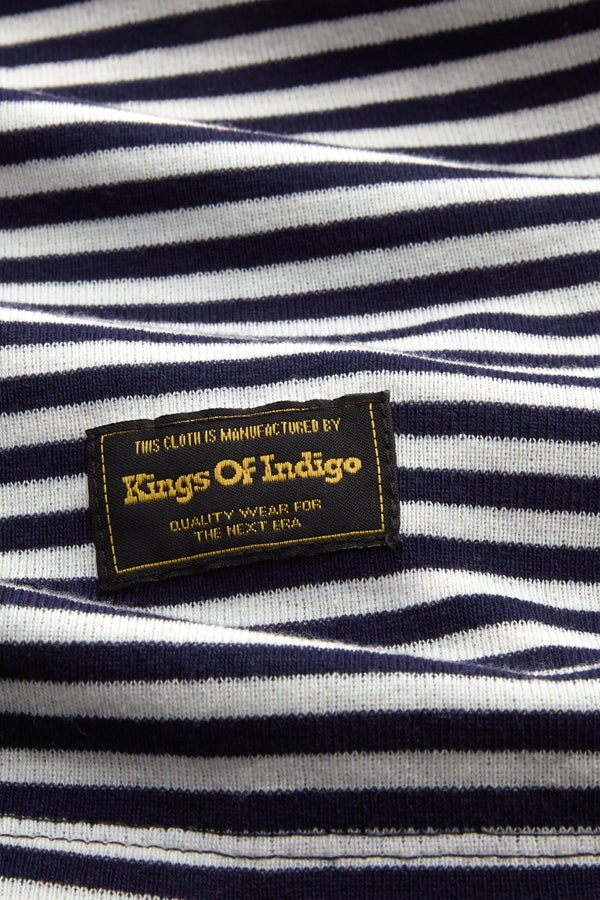 THIS CLOTH IS MANUFACTURED BY
Kings Of Indigo
QUALITY WEAR FOR
THE NEXT ERA